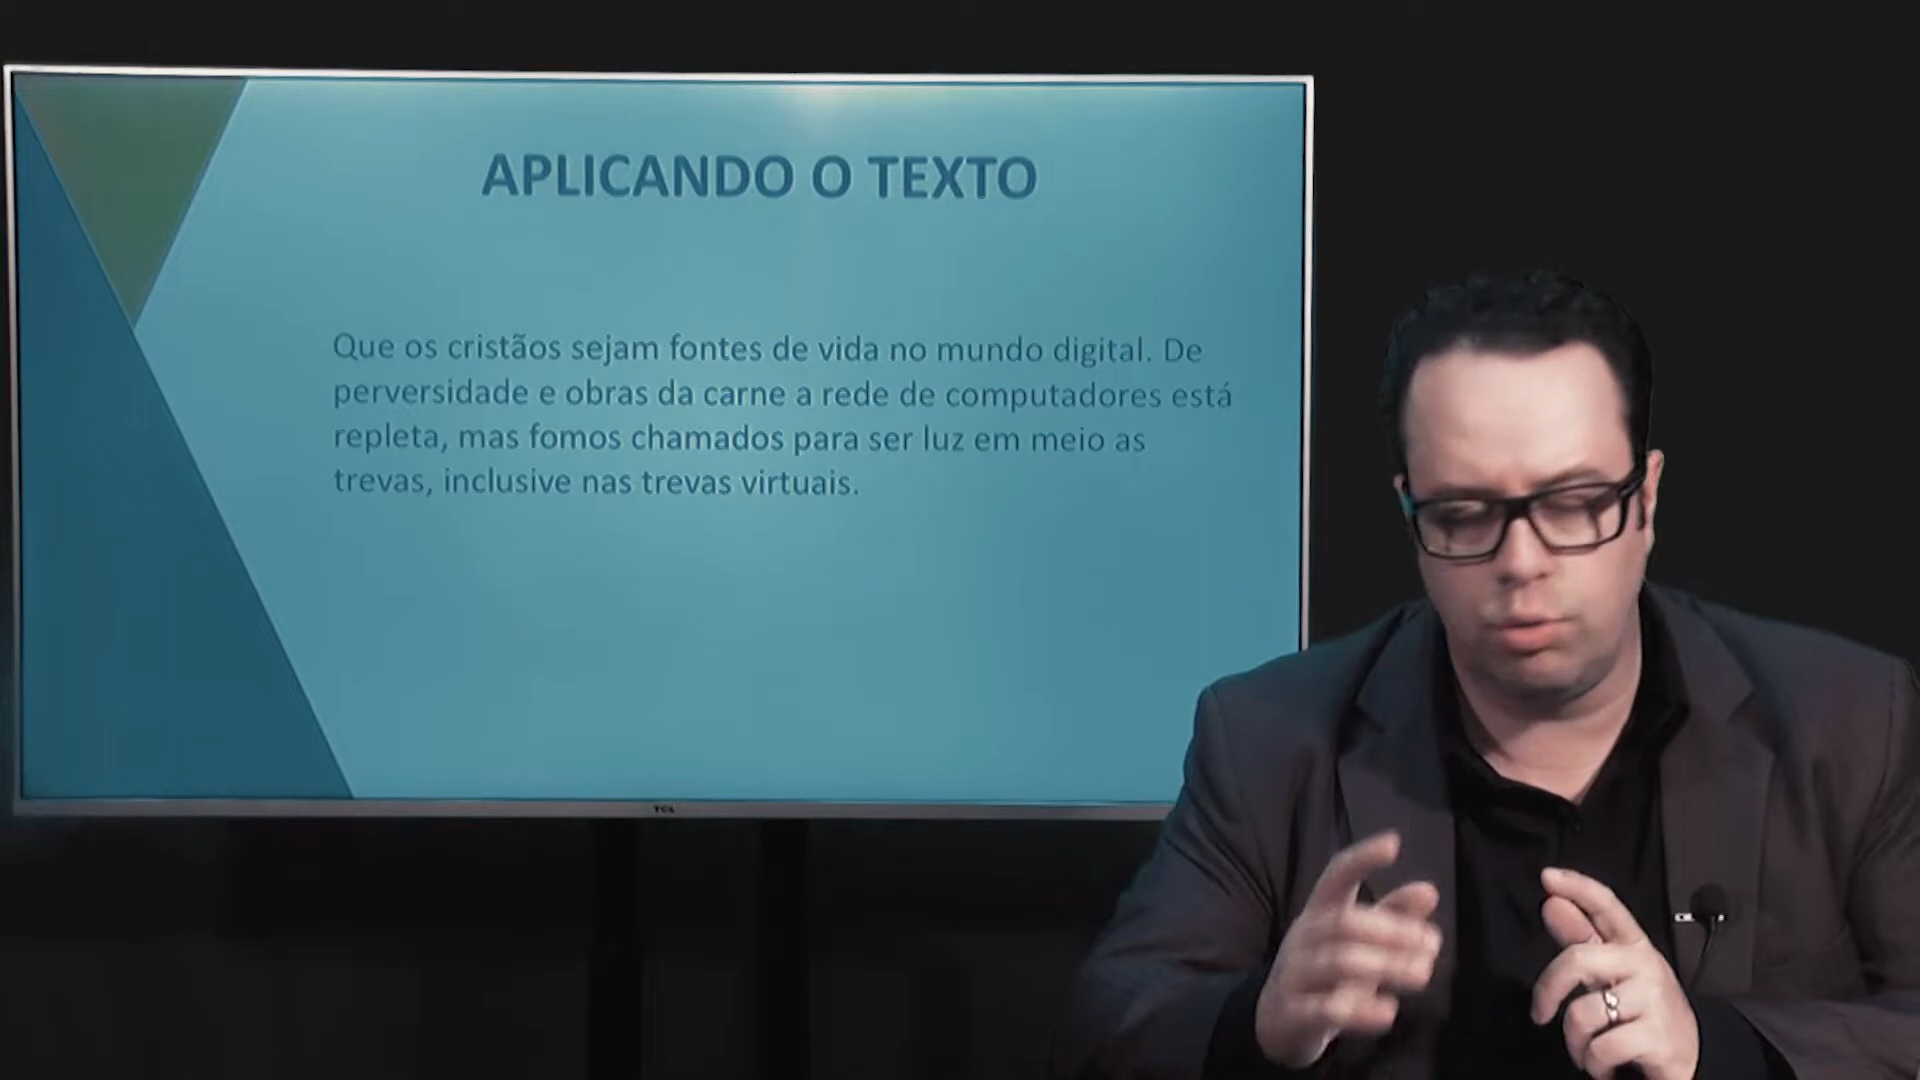 APLICANDO O TEXTO
Que os cristãos sejam fontes de vida no mundo digital. De
perversidade e obras da carne a rede de computadores está
repleta, mas fomos chamados para ser luz em meio as
trevas, inclusive nas trevas virtuais.
TCL